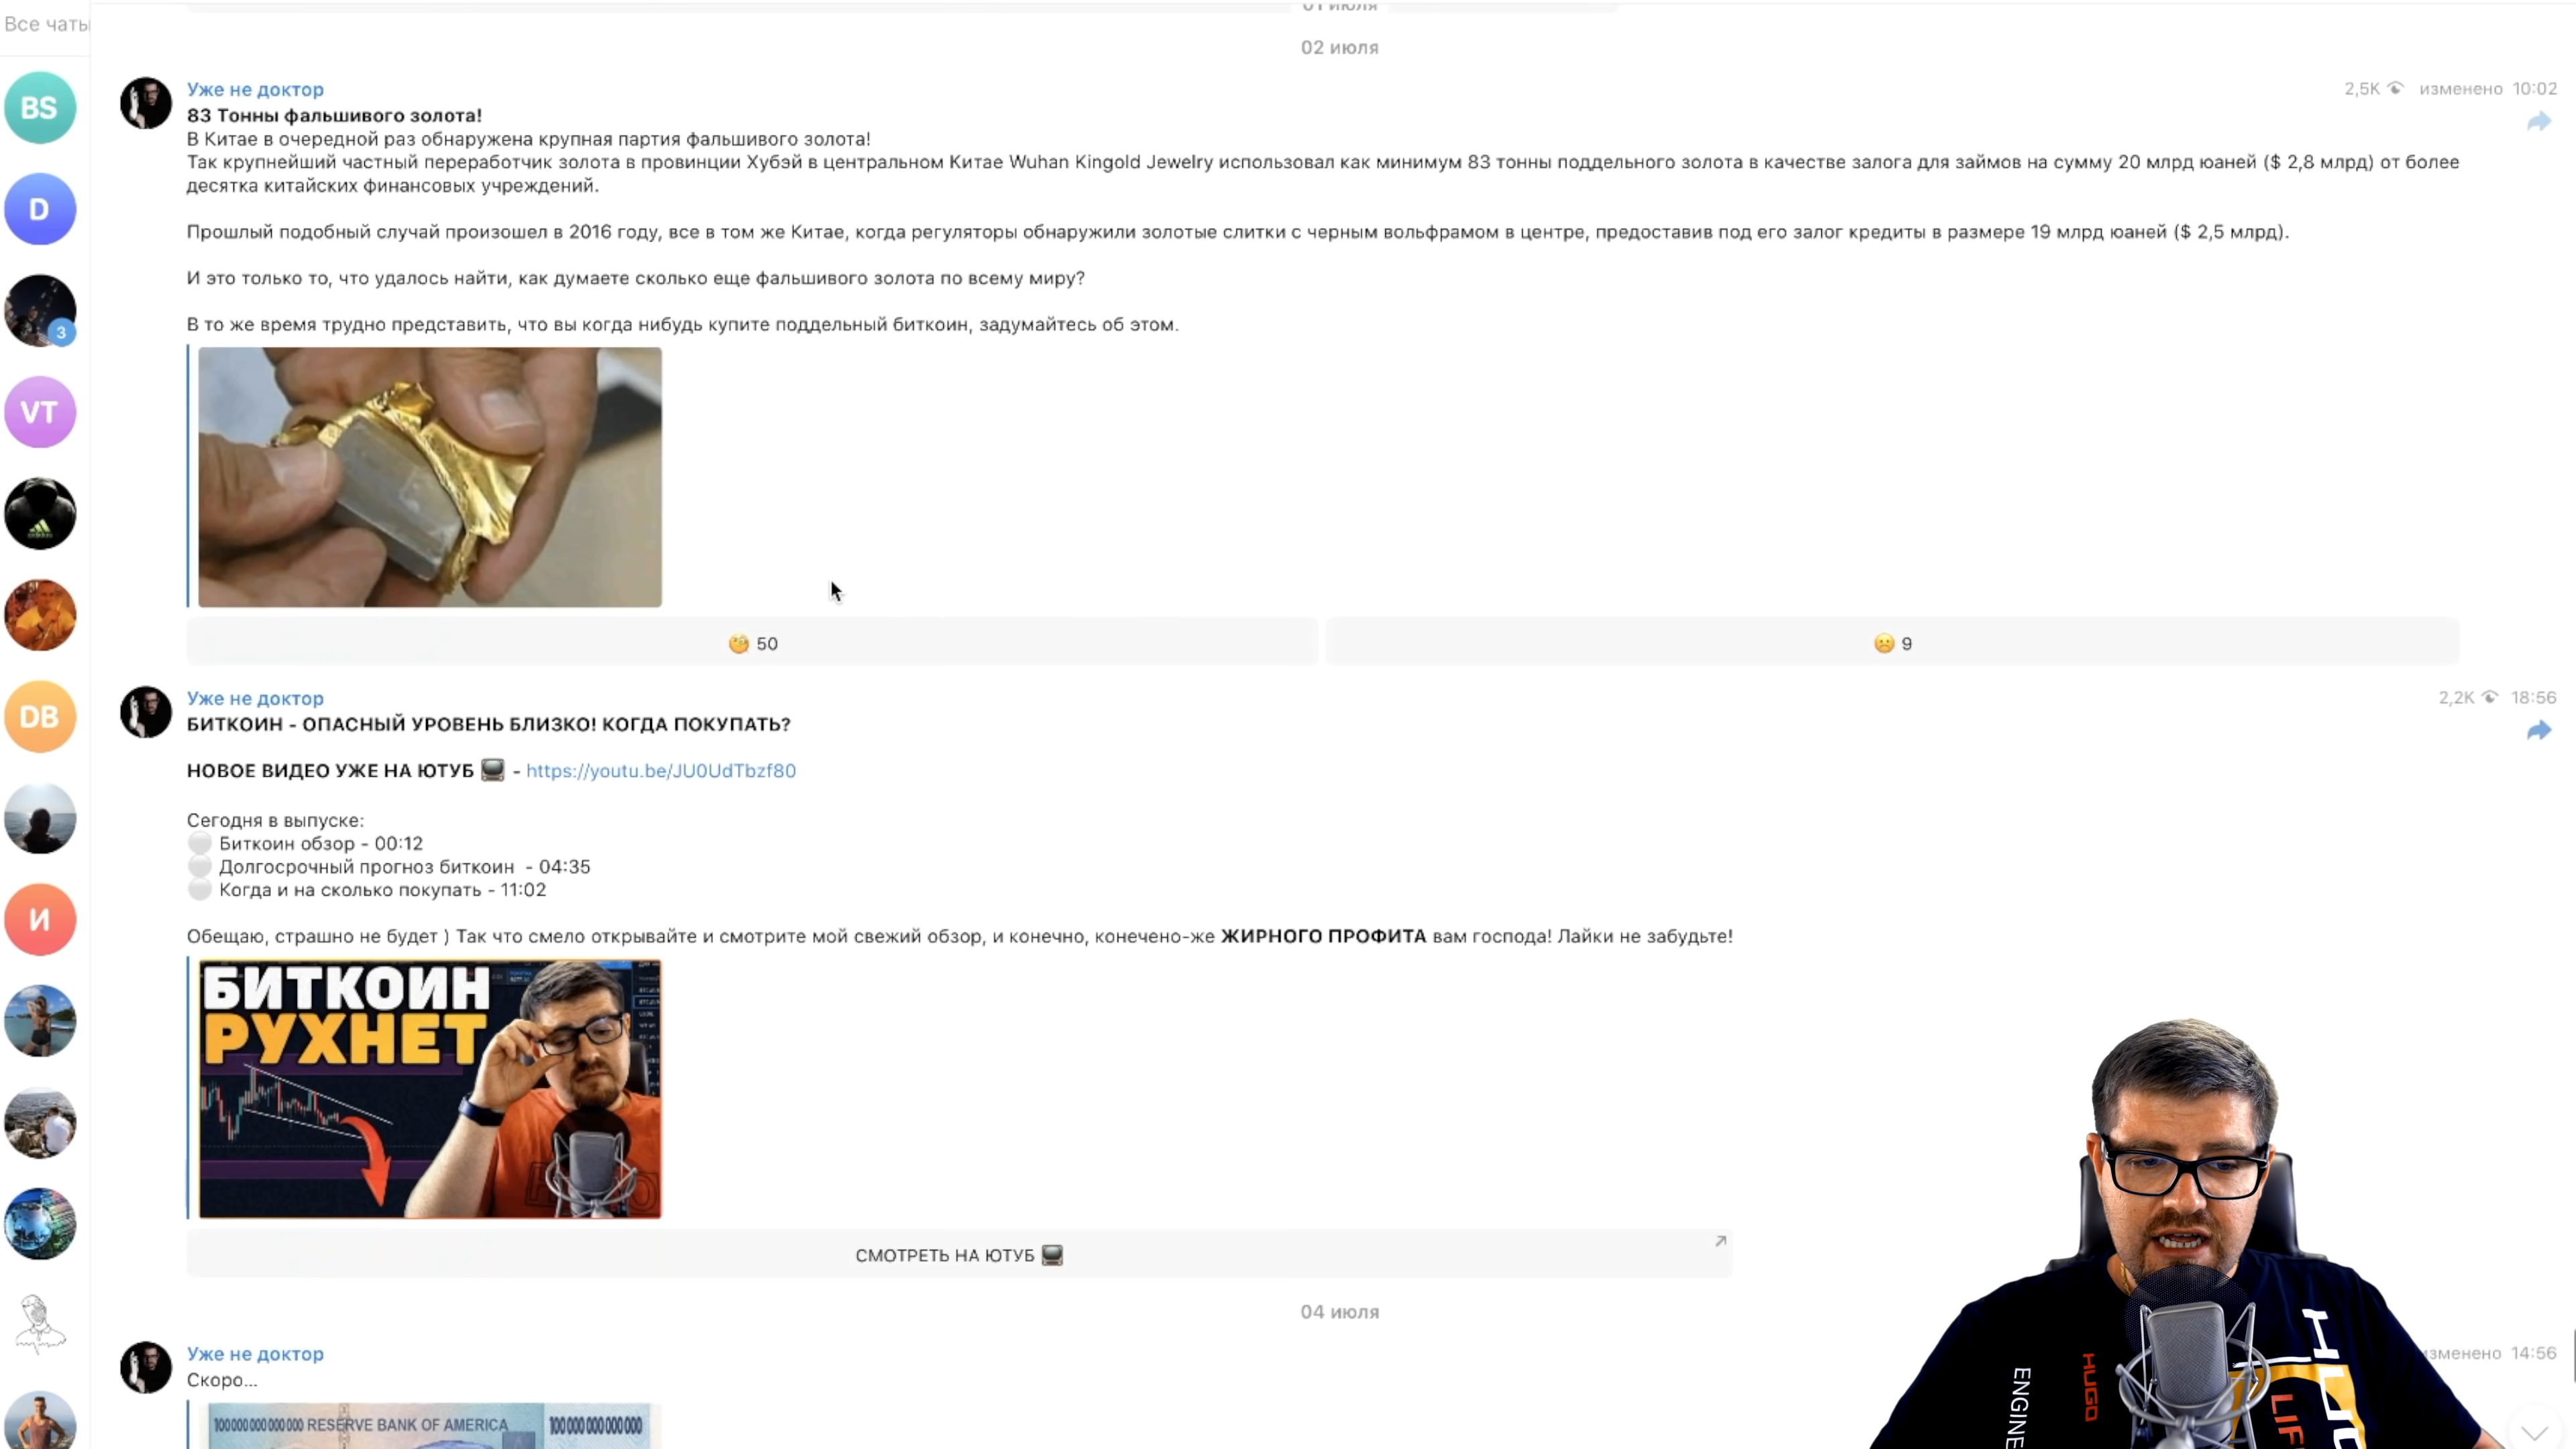 Все чаты
01 июля
02 июля
BS
D
3
VT
DB
И
Уже не доктор
2,5K изменено 10:02
83 Тонны фальшивого золота!
В Китае в очередной раз обнаружена крупная партия фальшивого золота!
Так крупнейший частный переработчик золота в провинции Хубэй в центральном Китае Wuhan Kingold Jewelry использовал как минимум 83 тонны поддельного золота в качестве залога для займов на сумму 20 млрд юаней ($ 2,8 млрд) от более
десятка китайских финансовых учреждений.
Прошлый подобный случай произошел в 2016 году, все в том же Китае, когда регуляторы обнаружили золотые слитки с черным вольфрамом в центре, предоставив под его залог кредиты в размере 19 млрд юаней ($ 2,5 млрд).
И это только то, что удалось найти, как думаете сколько еще фальшивого золота по всему миру?
В то же время трудно представить, что вы когда нибудь купите поддельный биткоин, задумайтесь об этом.
🧐 50
☹️ 9
Уже не доктор
2,2K 18:56
БИТКОИН - ОПАСНЫЙ УРОВЕНЬ БЛИЗКО! КОГДА ПОКУПАТЬ?
НОВОЕ ВИДЕО УЖЕ НА ЮТУБ 📺 - https://youtu.be/JU0UdTbzf80
Сегодня в выпуске:
Биткоин обзор - 00:12
Долгосрочный прогноз биткоин - 04:35
Когда и на сколько покупать - 11:02
Обещаю, страшно не будет ) Так что смело открывайте и смотрите мой свежий обзор, и конечно, конечено-же ЖИРНОГО ПРОФИТА вам господа! Лайки не забудьте!
БИТКОИН
РУХНЕТ
СМОТРЕТЬ НА ЮТУБ 📺
04 июля
Уже не доктор
изменено 14:56
Скоро...
100000000000000 RESERVE BANK OF AMERICA
HUGO
ENGINE